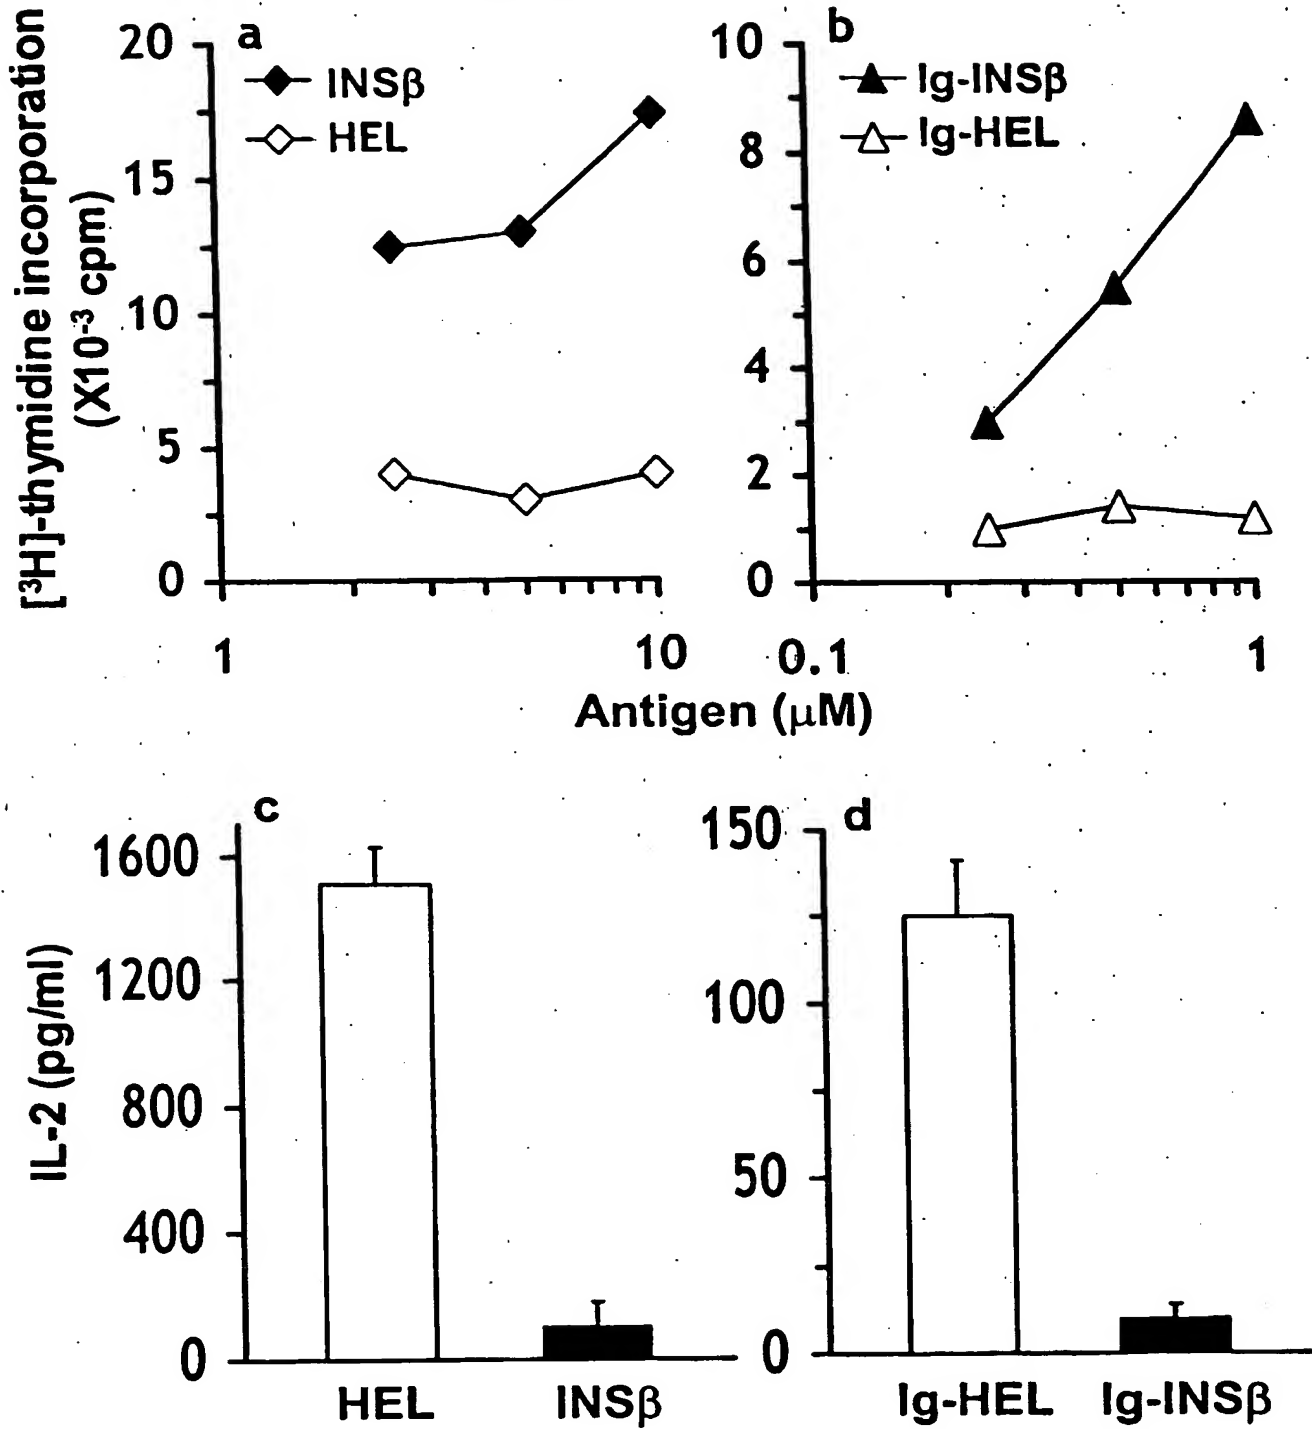 [³H]-thymidine incorporation
(X10⁻³ cpm)
a
20
15
10
5
0
INSβ
HEL
1
10
b
10
8
6
4
2
0
Ig-INSβ
Ig-HEL
0.1
1
Antigen (μM)
IL-2 (pg/ml)
c
1600
1200
800
400
0
HEL
INSβ
d
150
100
50
0
Ig-HEL
Ig-INSβ